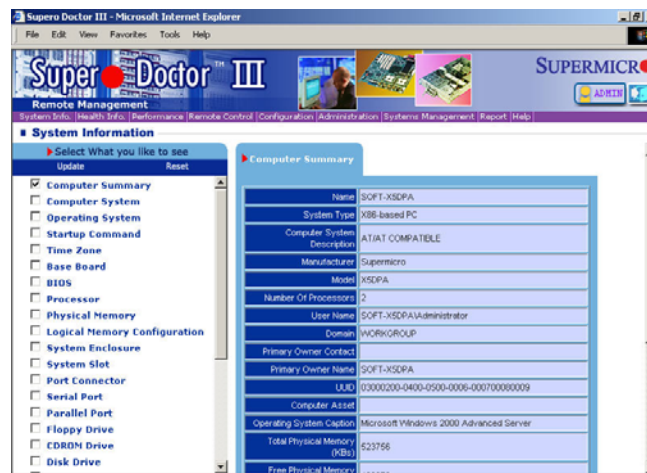 Supero Doctor III - Microsoft Internet Explorer
File Edit View Favorites Tools Help
Super Doctor ™ III
SUPERMICR
Remote Management
ADMIN
System Info. Health Info. Performance Remote Control Configuration Administration Systems Management Report Help
System Information
Select What you like to see
Update Reset
Computer Summary
Computer System
Operating System
Startup Command
Time Zone
Base Board
BIOS
Processor
Physical Memory
Logical Memory Configuration
System Enclosure
System Slot
Port Connector
Serial Port
Parallel Port
Floppy Drive
CDROM Drive
Disk Drive
Computer Summary
Name SOFT-X5DPA
System Type X86-based PC
Computer System Description AT/AT COMPATIBLE
Manufacturer Supermicro
Model X5DPA
Number Of Processors 2
User Name SOFT-X5DPA\Administrator
Domain WORKGROUP
Primary Owner Contact
Primary Owner Name SOFT-X5DPA
UUID 03000200-0400-0500-0006-000700080009
Computer Asset
Operating System Caption Microsoft Windows 2000 Advanced Server
Total Physical Memory (KBs) 523756
Free Physical Memory